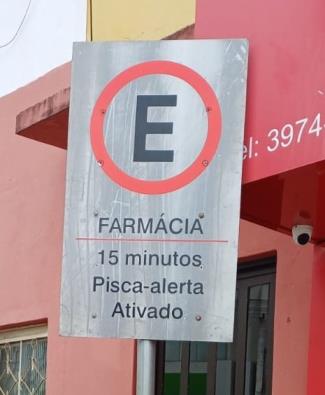 E
FARMÁCIA
15 minutos
Pisca-alerta
Ativado
el: 3974